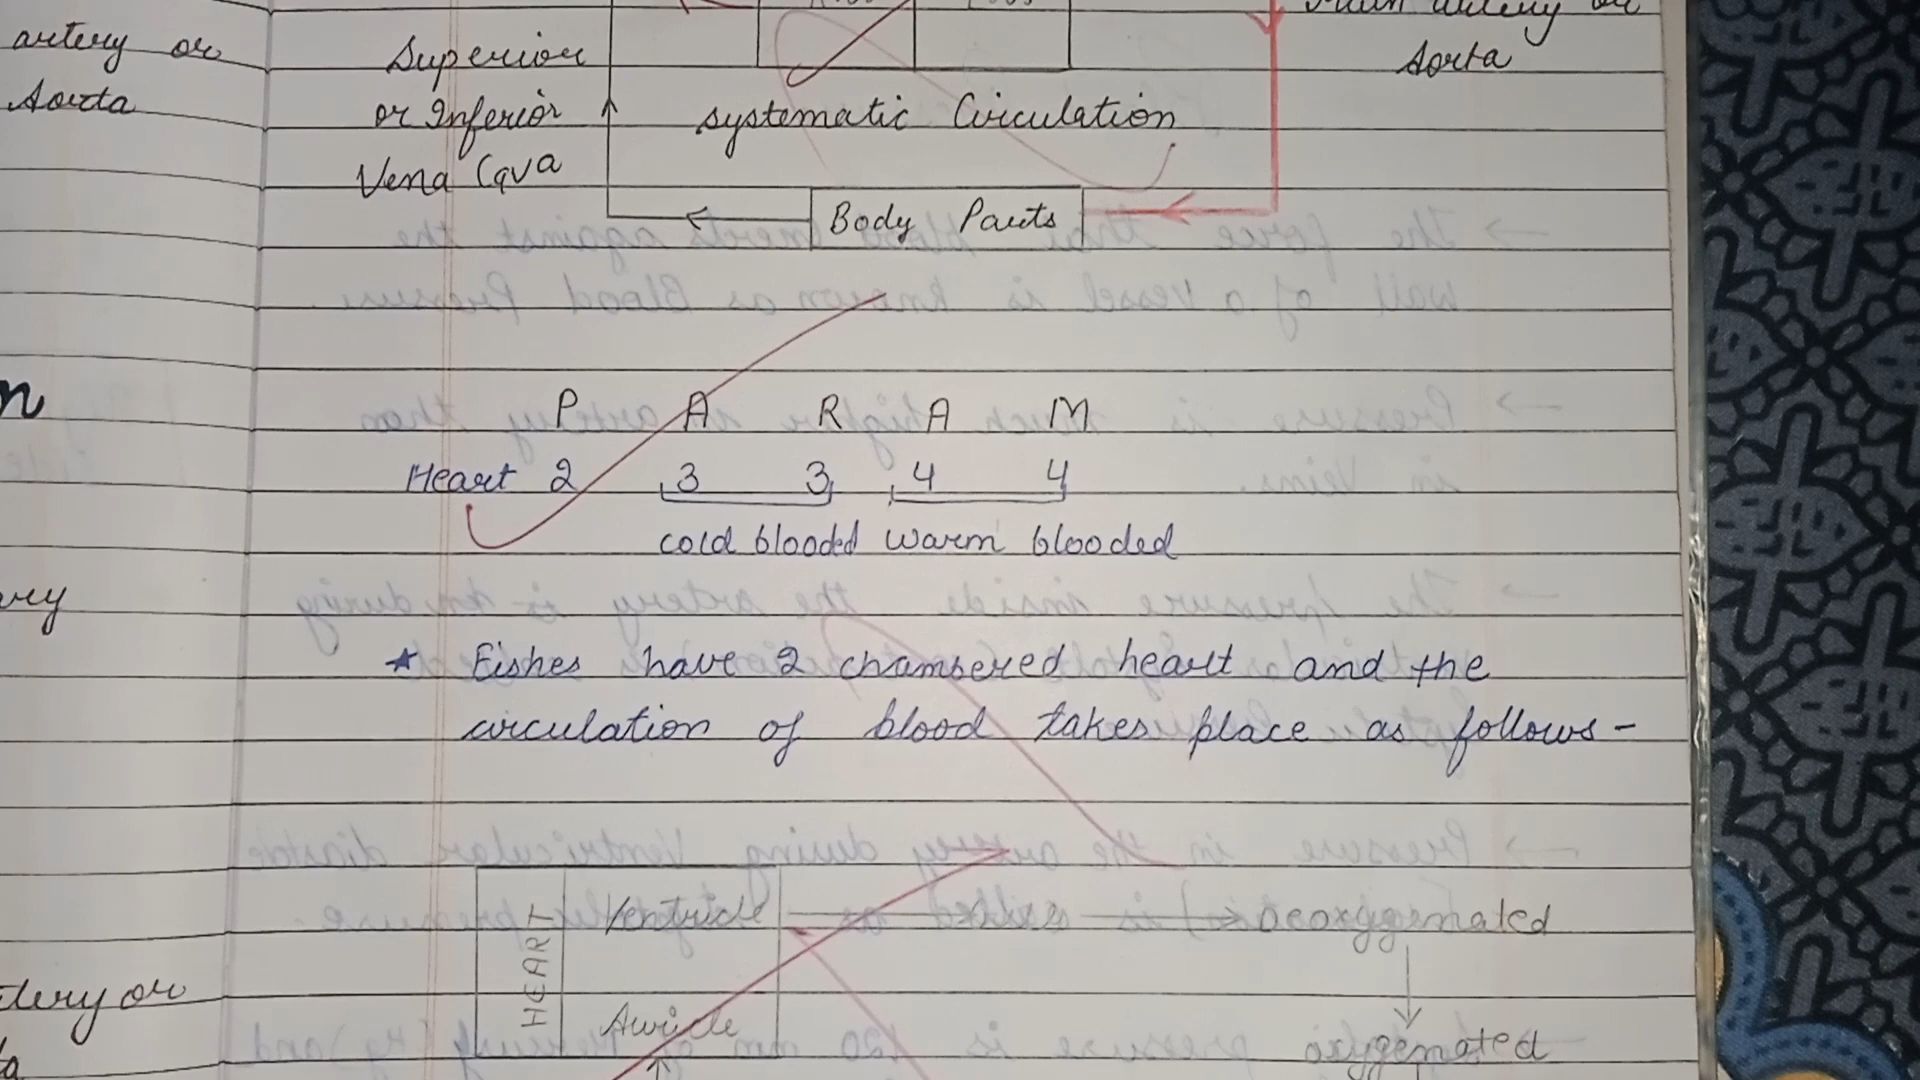 artery or
Aorta
artery or
Aorta
Superior
or Inferior
Vena Cava
systematic Circulation
Body Parts
P A R A M
Heart 2 3 3 4 4
cold blooded warm blooded
* Fishes have 2 chambered heart and the
circulation of blood takes place as follows-
HEART
Ventricle
Deoxygenated
Auricle
oxygenated